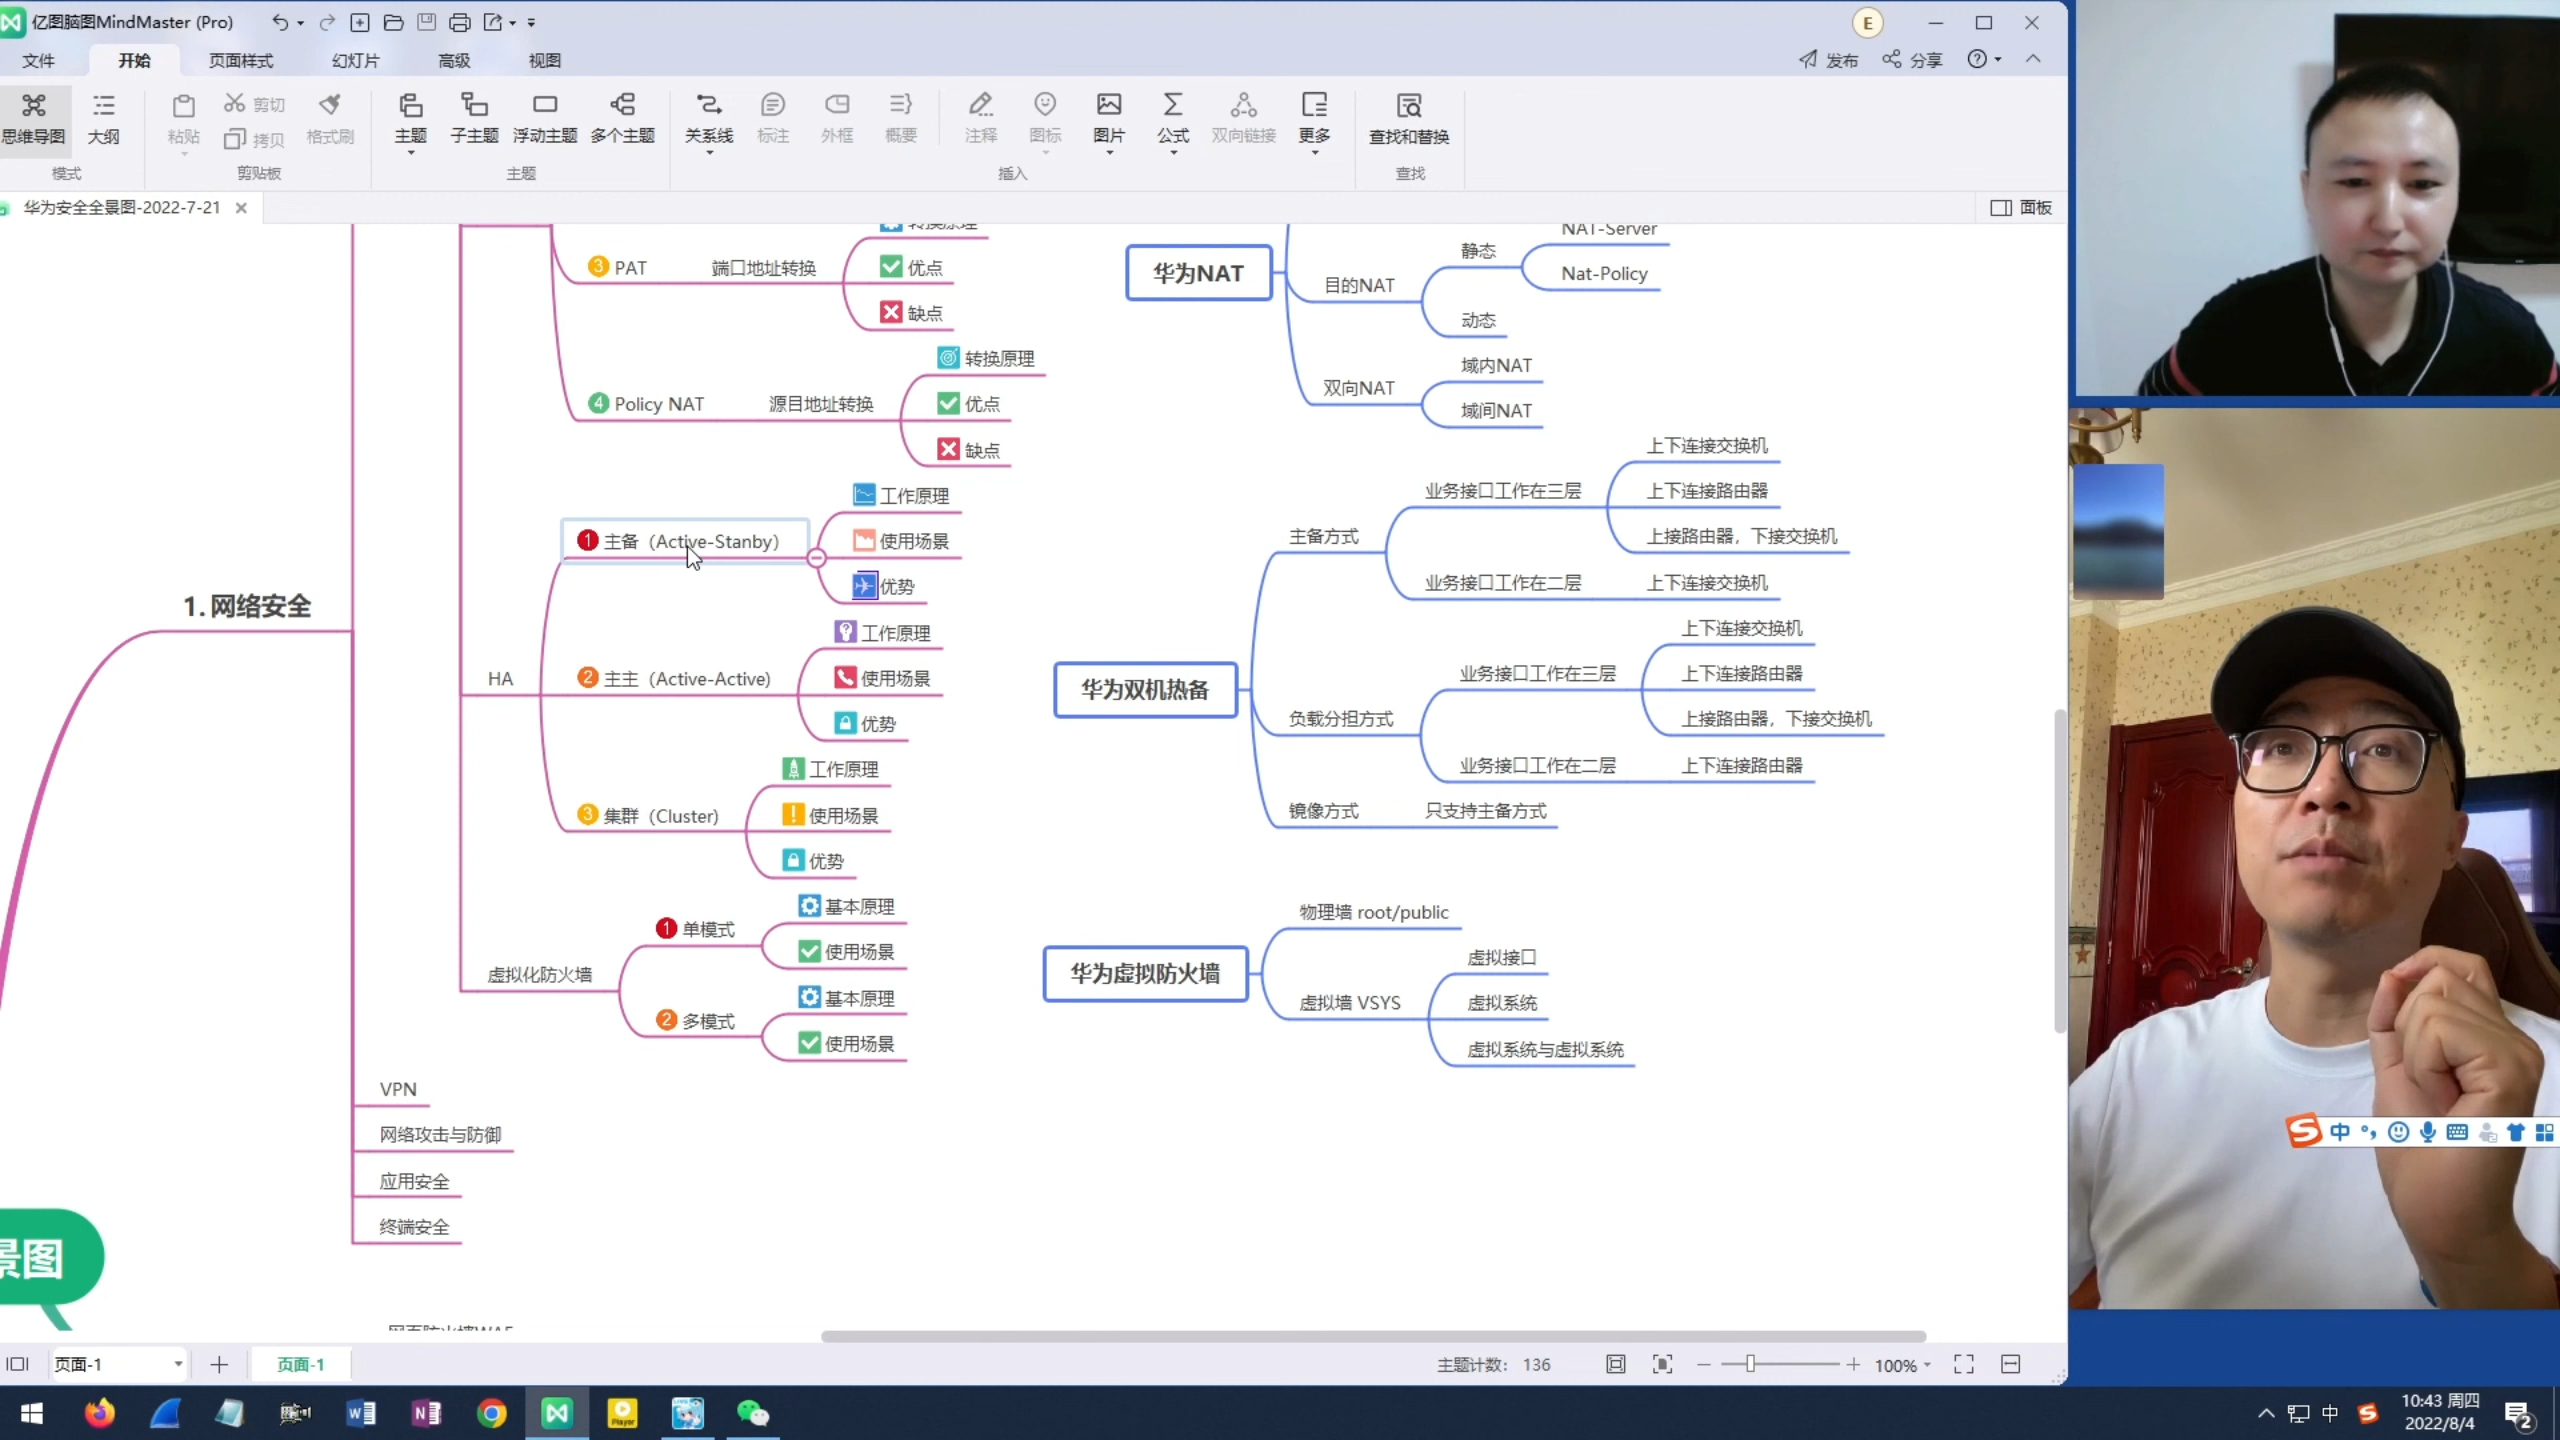 亿图脑图MindMaster (Pro)
E
文件
开始
页面样式
幻灯片
高级
视图
发布
分享
思维导图
大纲
粘贴
剪切
拷贝
格式刷
主题
子主题
浮动主题
多个主题
关系线
标注
外框
概要
注释
图标
图片
公式
双向链接
更多
查找和替换
模式
剪贴板
主题
插入
查找
华为安全全景图-2022-7-21
面板
转换原理
3 PAT
端口地址转换
优点
缺点
4 Policy NAT
源目地址转换
转换原理
优点
缺点
1. 网络安全
HA
1 主备（Active-Stanby）
工作原理
使用场景
优势
2 主主（Active-Active)
工作原理
使用场景
优势
3 集群（Cluster)
工作原理
使用场景
优势
虚拟化防火墙
1 单模式
基本原理
使用场景
2 多模式
基本原理
使用场景
VPN
网络攻击与防御
应用安全
终端安全
景图
华为NAT
目的NAT
静态
NAT-Server
Nat-Policy
动态
双向NAT
域内NAT
域间NAT
华为双机热备
主备方式
业务接口工作在三层
上下连接交换机
上下连接路由器
上接路由器，下接交换机
业务接口工作在二层
上下连接交换机
负载分担方式
业务接口工作在三层
上下连接交换机
上下连接路由器
上接路由器，下接交换机
业务接口工作在二层
上下连接路由器
镜像方式
只支持主备方式
华为虚拟防火墙
物理墙 root/public
虚拟墙 VSYS
虚拟接口
虚拟系统
虚拟系统与虚拟系统
中
页面-1
页面-1
主题计数： 136
100%
Player
中
10:43 周四
2022/8/4
2